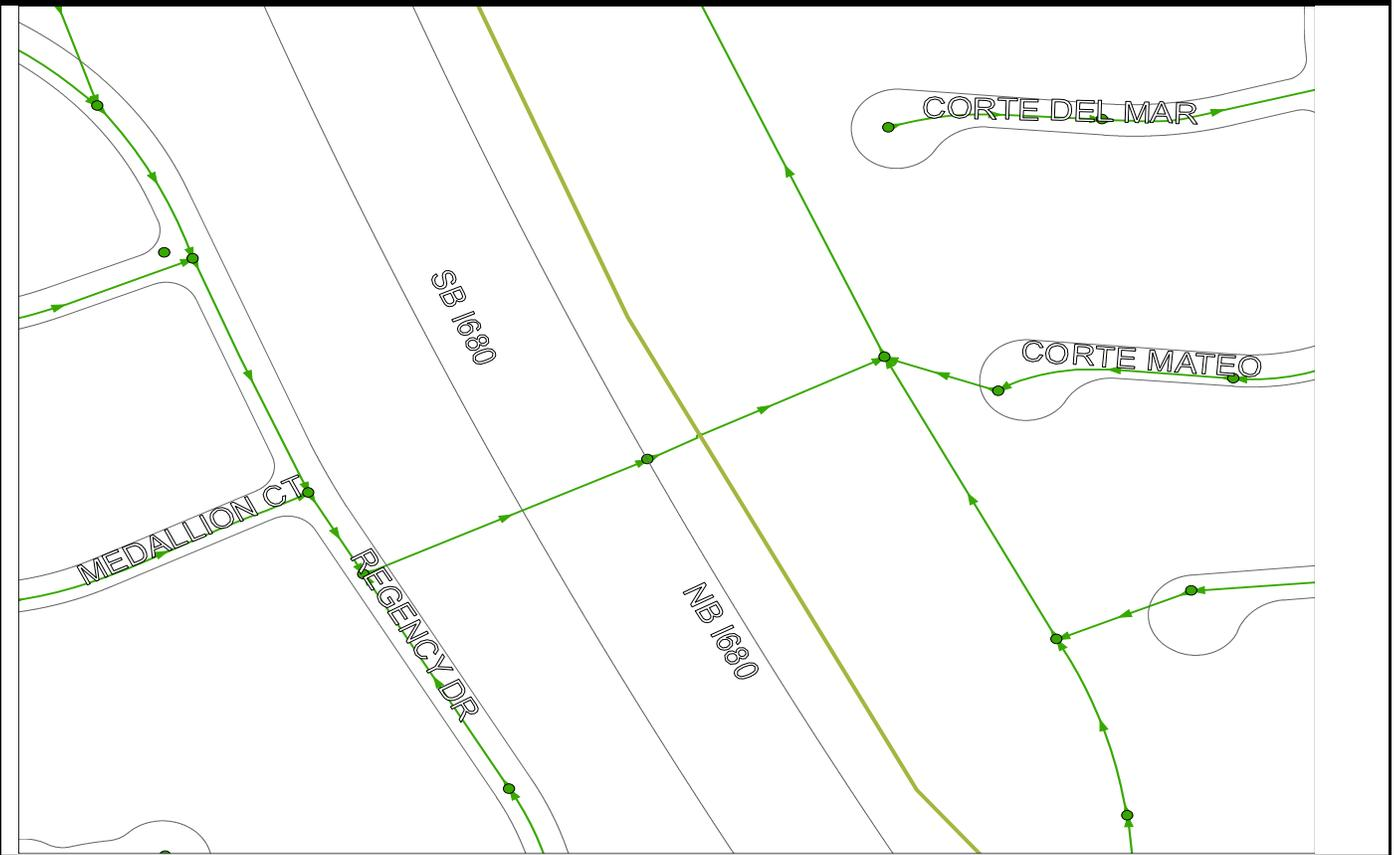 CORTE DEL MAR
SB I680
CORTE MATEO
MEDALLION CT
REGENCY DR
NB I680